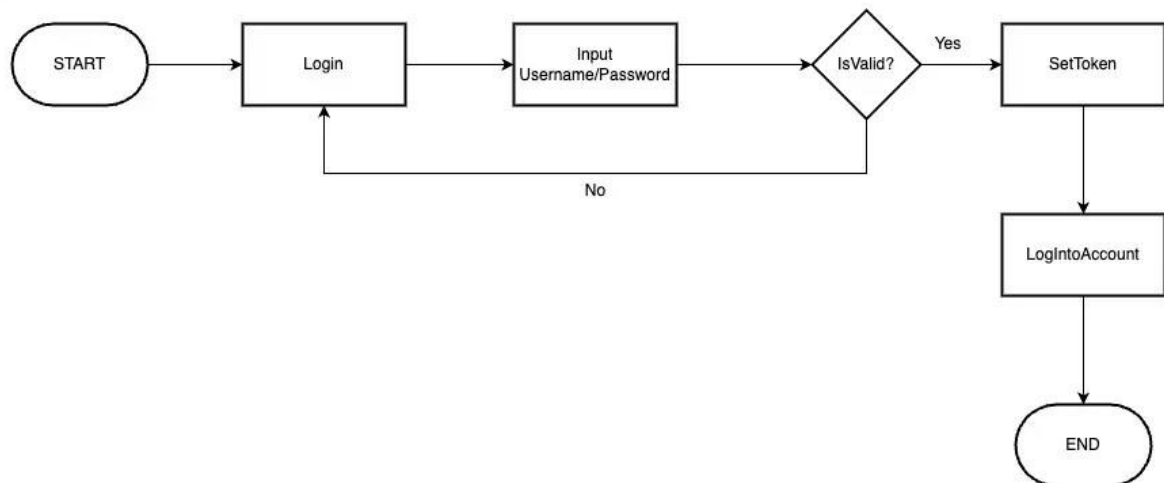 START
Login
Input
Username/Password
IsValid?
Yes
SetToken
No
LogIntoAccount
END